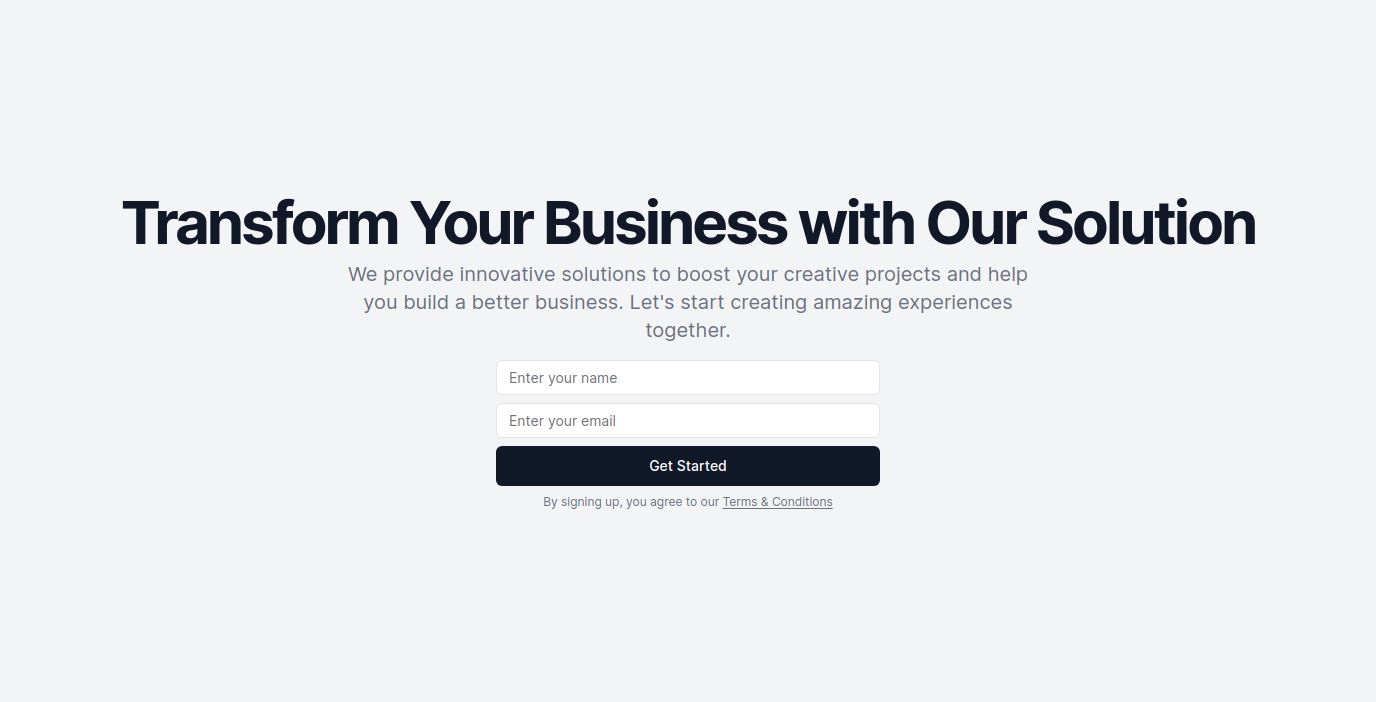 Transform Your Business with Our Solution
We provide innovative solutions to boost your creative projects and help
you build a better business. Let's start creating amazing experiences
together.
Enter your name
Enter your email
Get Started
By signing up, you agree to our Terms & Conditions